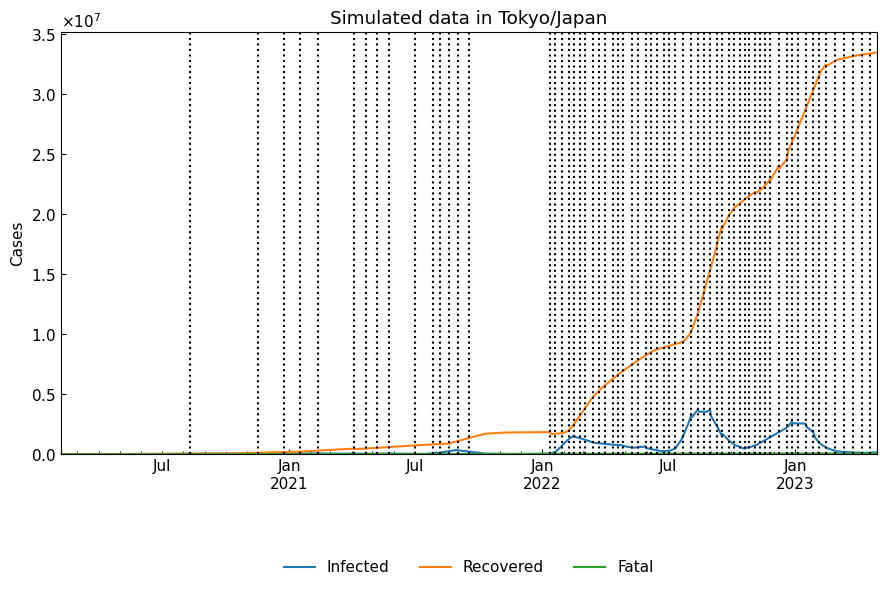 Simulated data in Tokyo/Japan
×10⁷
3.5
3.0
2.5
2.0
1.5
1.0
0.5
0.0
Cases
Jul Jan Jul Jan Jul Jan
2021 2022 2023
Infected Recovered Fatal